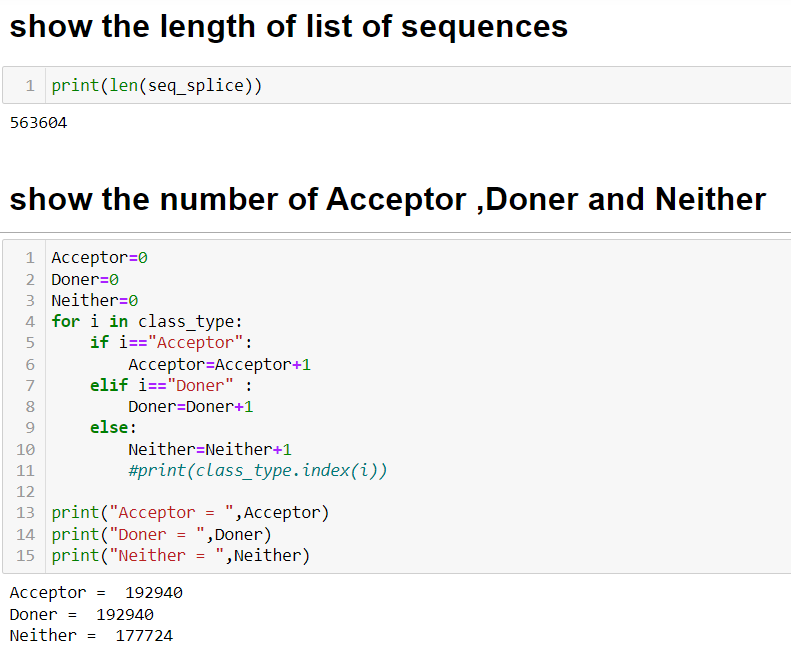 show the length of list of sequences
1 print(len(seq_splice))
563604
show the number of Acceptor ,Doner and Neither
1 Acceptor=0
2 Doner=0
3 Neither=0
4 for i in class_type:
5     if i=="Acceptor":
6         Acceptor=Acceptor+1
7     elif i=="Doner" :
8         Doner=Doner+1
9     else:
10         Neither=Neither+1
11         #print(class_type.index(i))
12
13 print("Acceptor = ",Acceptor)
14 print("Doner = ",Doner)
15 print("Neither = ",Neither)
Acceptor =  192940
Doner =  192940
Neither =  177724